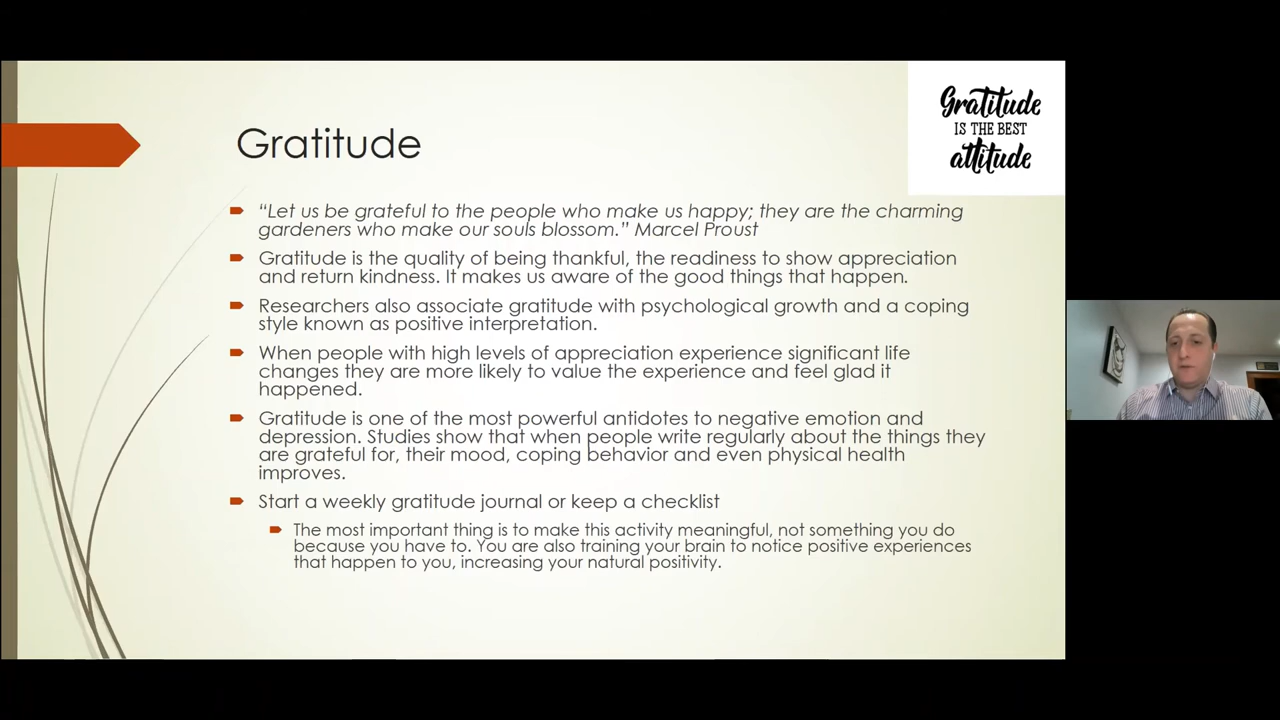 Gratitude
IS THE BEST
attitude
Gratitude
“Let us be grateful to the people who make us happy; they are the charming
gardeners who make our souls blossom.” Marcel Proust
Gratitude is the quality of being thankful, the readiness to show appreciation
and return kindness. It makes us aware of the good things that happen.
Researchers also associate gratitude with psychological growth and a coping
style known as positive interpretation.
When people with high levels of appreciation experience significant life
changes they are more likely to value the experience and feel glad it
happened.
Gratitude is one of the most powerful antidotes to negative emotion and
depression. Studies show that when people write regularly about the things they
are grateful for, their mood, coping behavior and even physical health
improves.
Start a weekly gratitude journal or keep a checklist
The most important thing is to make this activity meaningful, not something you do
because you have to. You are also training your brain to notice positive experiences
that happen to you, increasing your natural positivity.